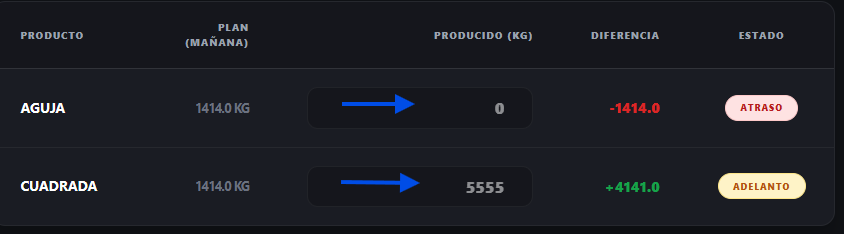 PRODUCTO PLAN (MAÑANA) PRODUCIDO (KG) DIFERENCIA ESTADO
AGUJA 1414.0 KG 0 -1414.0 ATRASO
CUADRADA 1414.0 KG 5555 +4141.0 ADELANTO